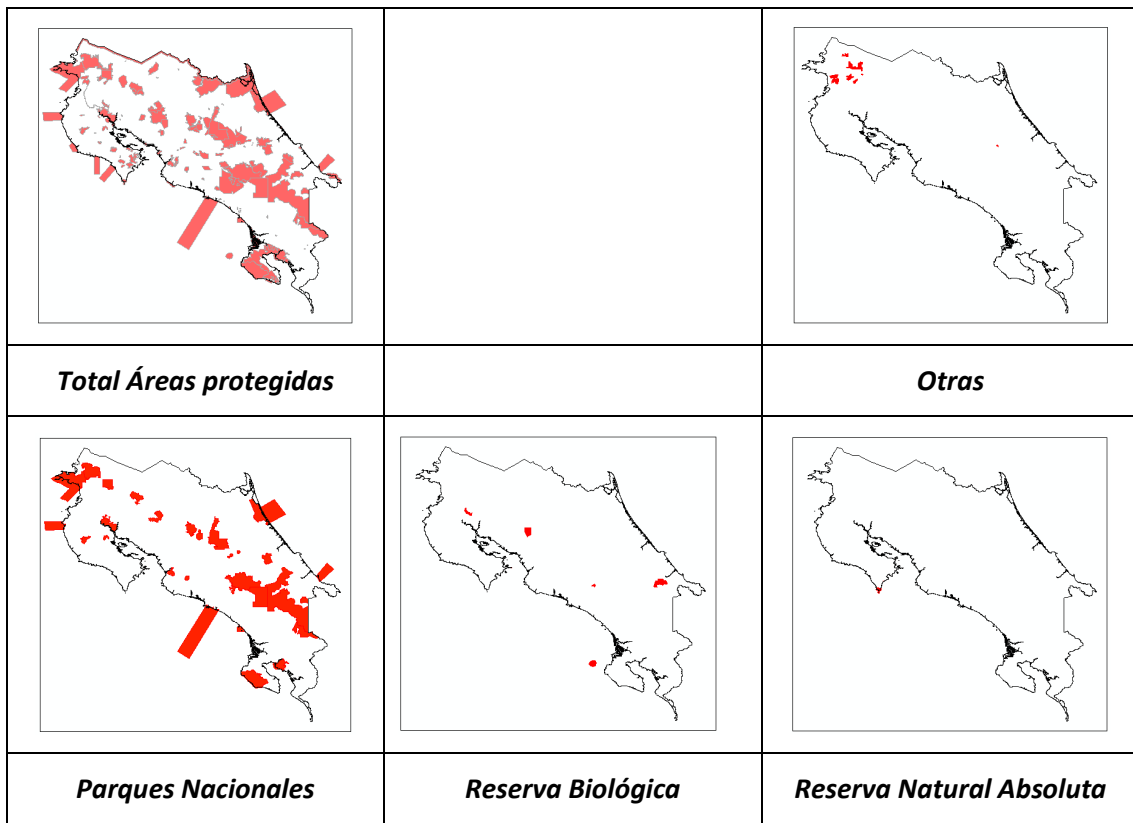 Total Áreas protegidas
Otras
Parques Nacionales
Reserva Biológica
Reserva Natural Absoluta